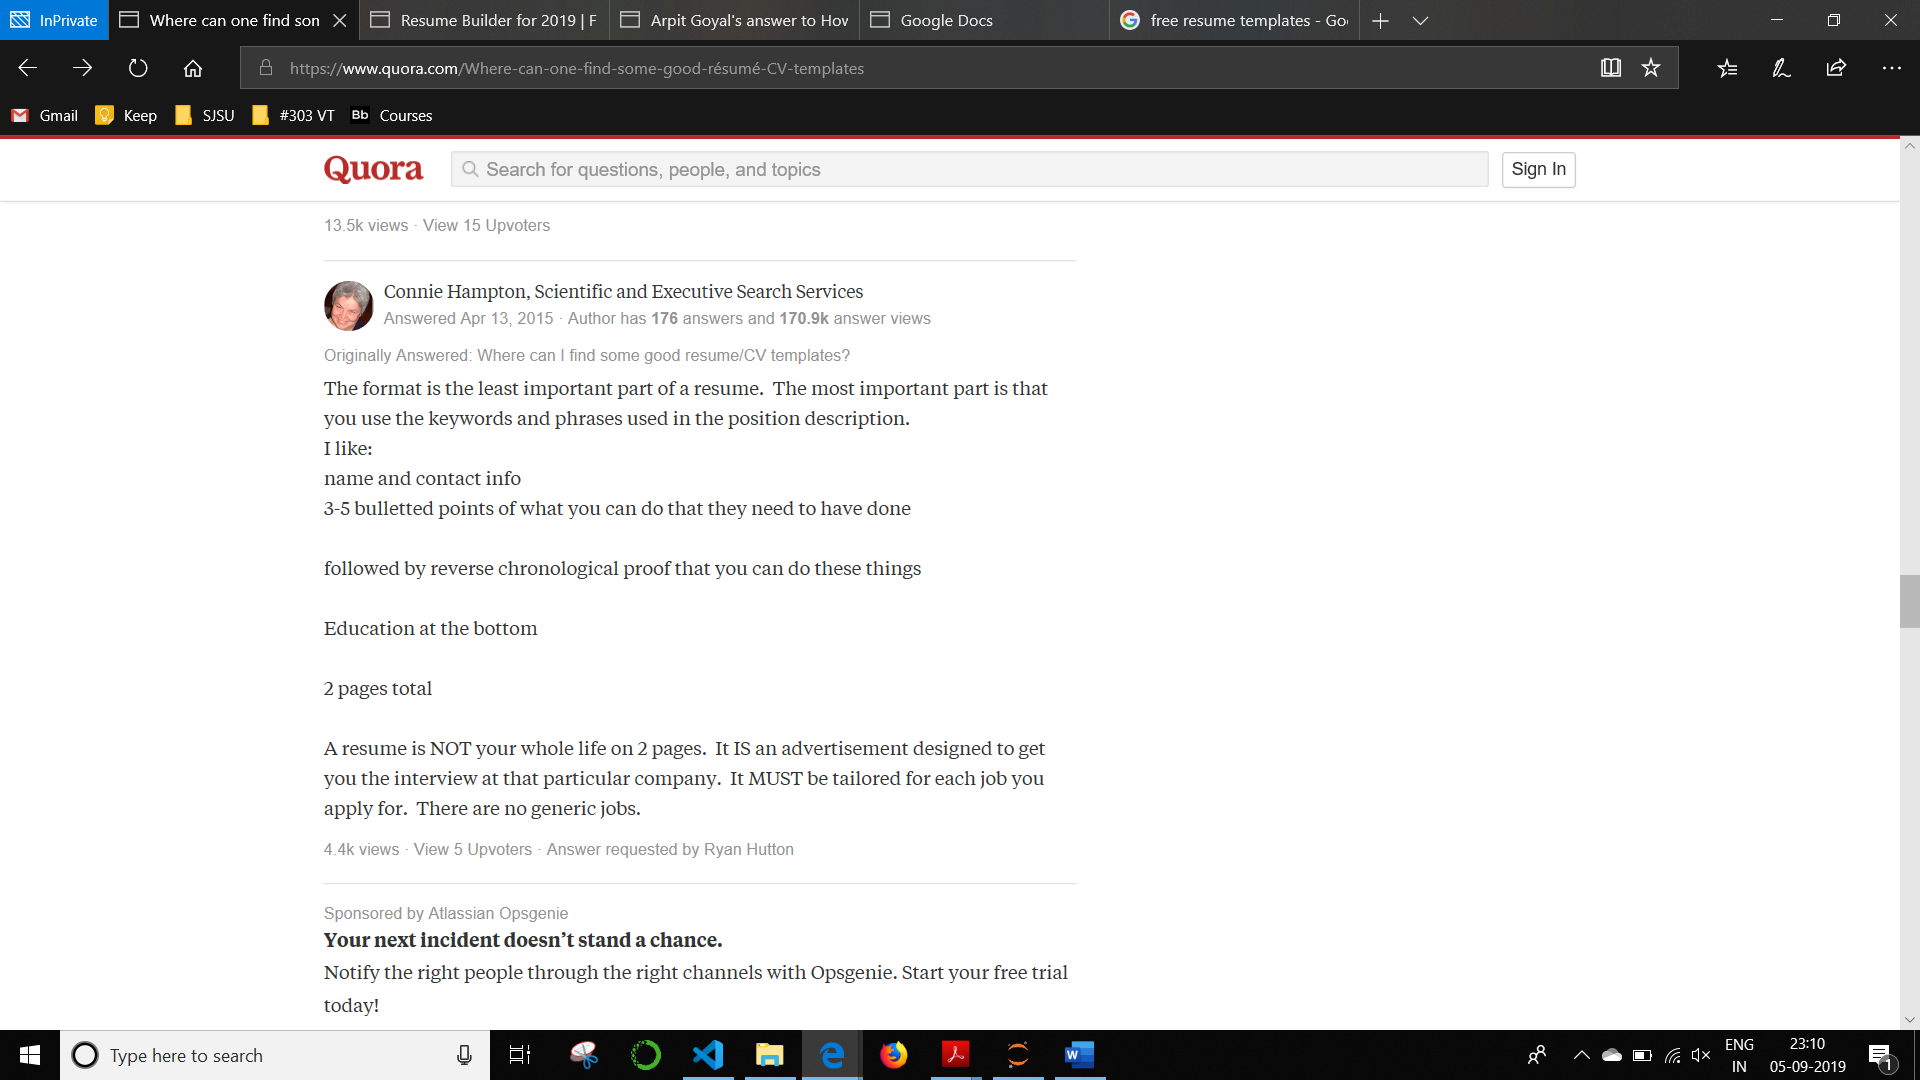 InPrivate
Where can one find son
Resume Builder for 2019 | F
Arpit Goyal's answer to Hov
Google Docs
free resume templates - Go
https://www.quora.com/Where-can-one-find-some-good-résumé-CV-templates
Gmail
Keep
SJSU
#303 VT
Bb Courses
Quora
Search for questions, people, and topics
Sign In
13.5k views · View 15 Upvoters
Connie Hampton, Scientific and Executive Search Services
Answered Apr 13, 2015 · Author has 176 answers and 170.9k answer views
Originally Answered: Where can I find some good resume/CV templates?
The format is the least important part of a resume.  The most important part is that
you use the keywords and phrases used in the position description.
I like:
name and contact info
3-5 bulletted points of what you can do that they need to have done
followed by reverse chronological proof that you can do these things
Education at the bottom
2 pages total
A resume is NOT your whole life on 2 pages.  It IS an advertisement designed to get
you the interview at that particular company.  It MUST be tailored for each job you
apply for.  There are no generic jobs.
4.4k views · View 5 Upvoters · Answer requested by Ryan Hutton
Sponsored by Atlassian Opsgenie
Your next incident doesn’t stand a chance.
Notify the right people through the right channels with Opsgenie. Start your free trial
today!
Type here to search
ENG
IN
23:10
05-09-2019
1